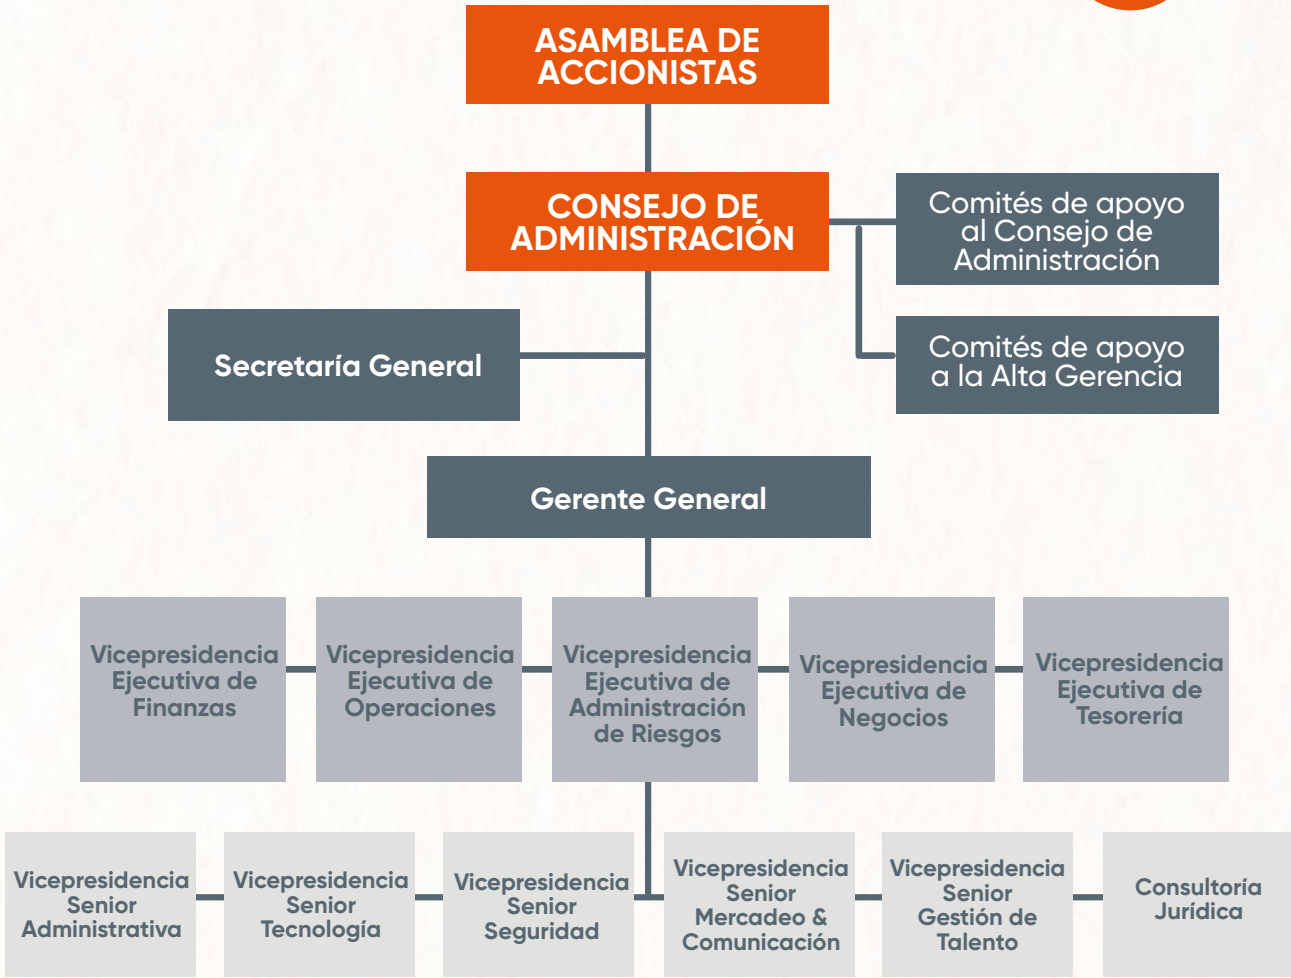 ASAMBLEA DE
ACCIONISTAS
CONSEJO DE
ADMINISTRACIÓN
Comités de apoyo
al Consejo de
Administración
Comités de apoyo
a la Alta Gerencia
Secretaría General
Gerente General
Vicepresidencia
Ejecutiva de
Finanzas
Vicepresidencia
Ejecutiva de
Operaciones
Vicepresidencia
Ejecutiva de
Administración
de Riesgos
Vicepresidencia
Ejecutiva de
Negocios
Vicepresidencia
Ejecutiva de
Tesorería
Vicepresidencia
Senior
Administrativa
Vicepresidencia
Senior
Tecnología
Vicepresidencia
Senior
Seguridad
Vicepresidencia
Senior
Mercadeo &
Comunicación
Vicepresidencia
Senior
Gestión de
Talento
Consultoría
Jurídica